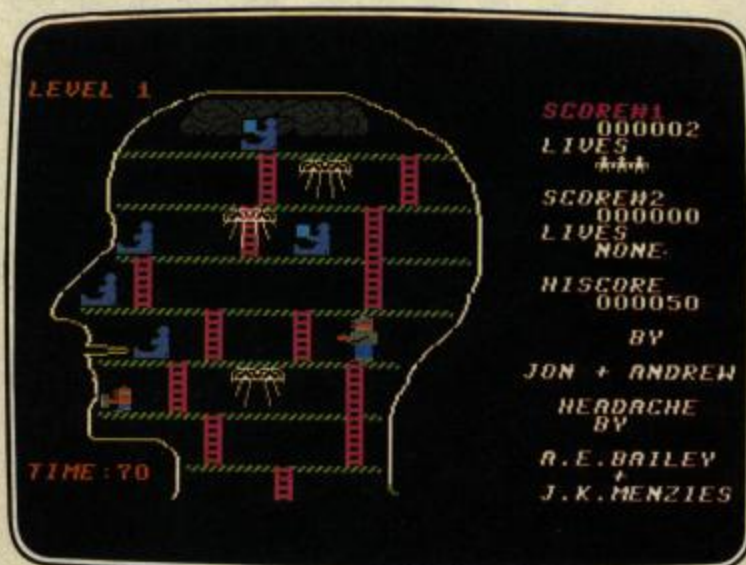 LEVEL 1
TIME:70
SCORE#1
000002
LIVES
SCORE#2
000000
LIVES
NONE
HISCORE
000050
BY
JON + ANDREW
HEADACHE
BY
A.E.BAILEY
+
J.K.MENZIES